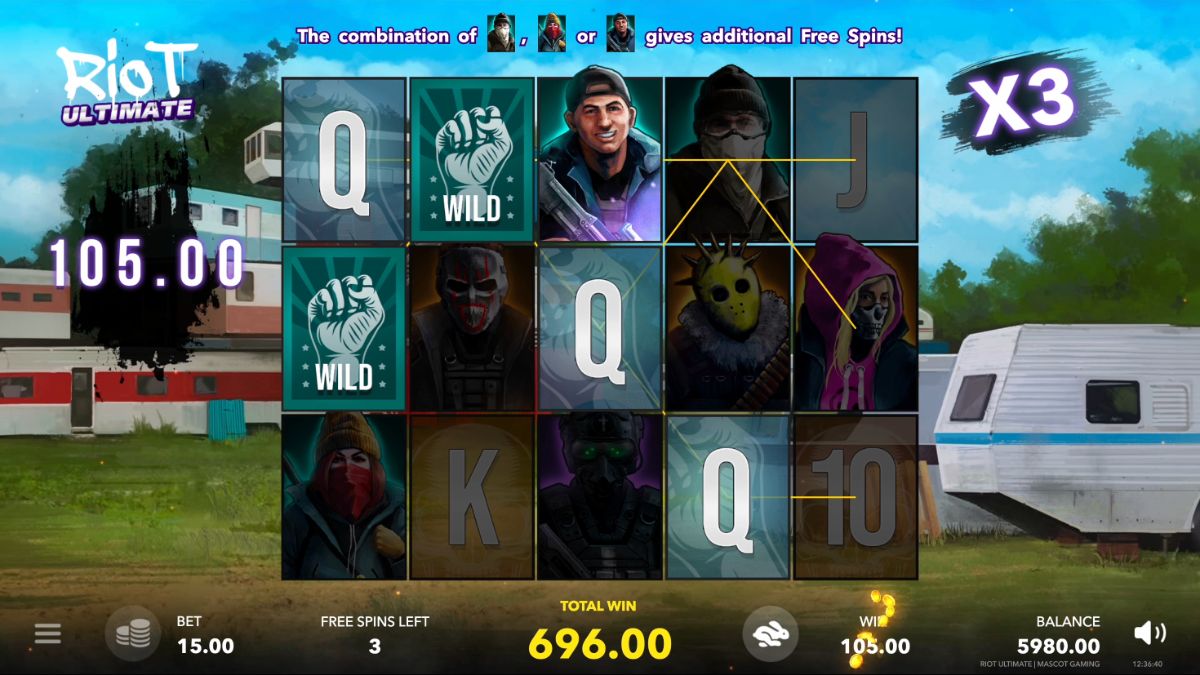 The combination of , or gives additional Free Spins!
RIOT
ULTIMATE
X3
Q
WILD
J
105.00
WILD
Q
K
Q
10
TOTAL WIN
BET
FREE SPINS LEFT
WIN
BALANCE
15.00
3
696.00
105.00
5980.00
RIOT ULTIMATE | MASCOT GAMING
12:36:40